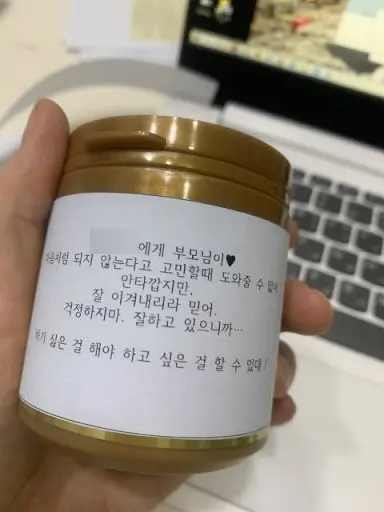 에게 부모님이♥
되지 않는다고 고민할때 도와줄 수
안타깝지만.
잘 이겨내리라 믿어.
걱정하지마. 잘하고 있으니까…
하기 싫은 걸 해야 하고 싶은 걸 할 수 있대!